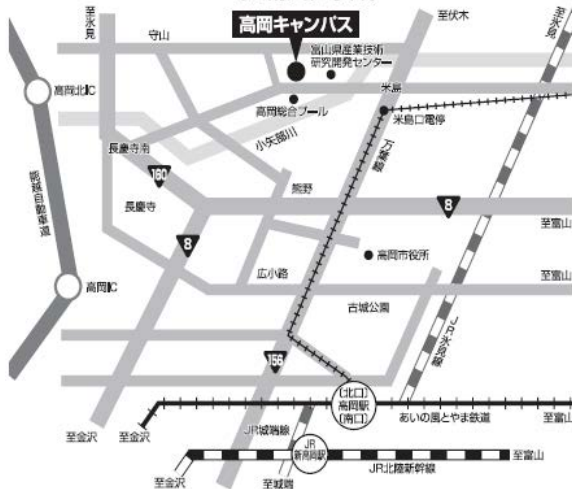 高岡キャンパス
至氷見
守山
富山県産業技術
研究開発センター
至伏木
至氷見
高岡北IC
高岡総合プール
米島
米島口電停
小矢部川
長慶寺南
160
万葉線
能越自動車道
長慶寺
熊野
8
8
至富山
高岡市役所
広小路
至富山
高岡IC
古城公園
JR氷見線
156
〔北口〕
高岡駅
〔南口〕
あいの風とやま鉄道
至富山
至金沢
至金沢
JR城端線
JR
新高岡駅
至富山
JR北陸新幹線
至金沢
至城端